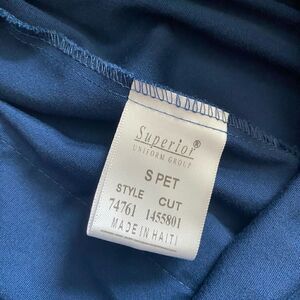 Superior®
UNIFORM GROUP
S PET
STYLE CUT
74761 1455801
MADE IN HAITI